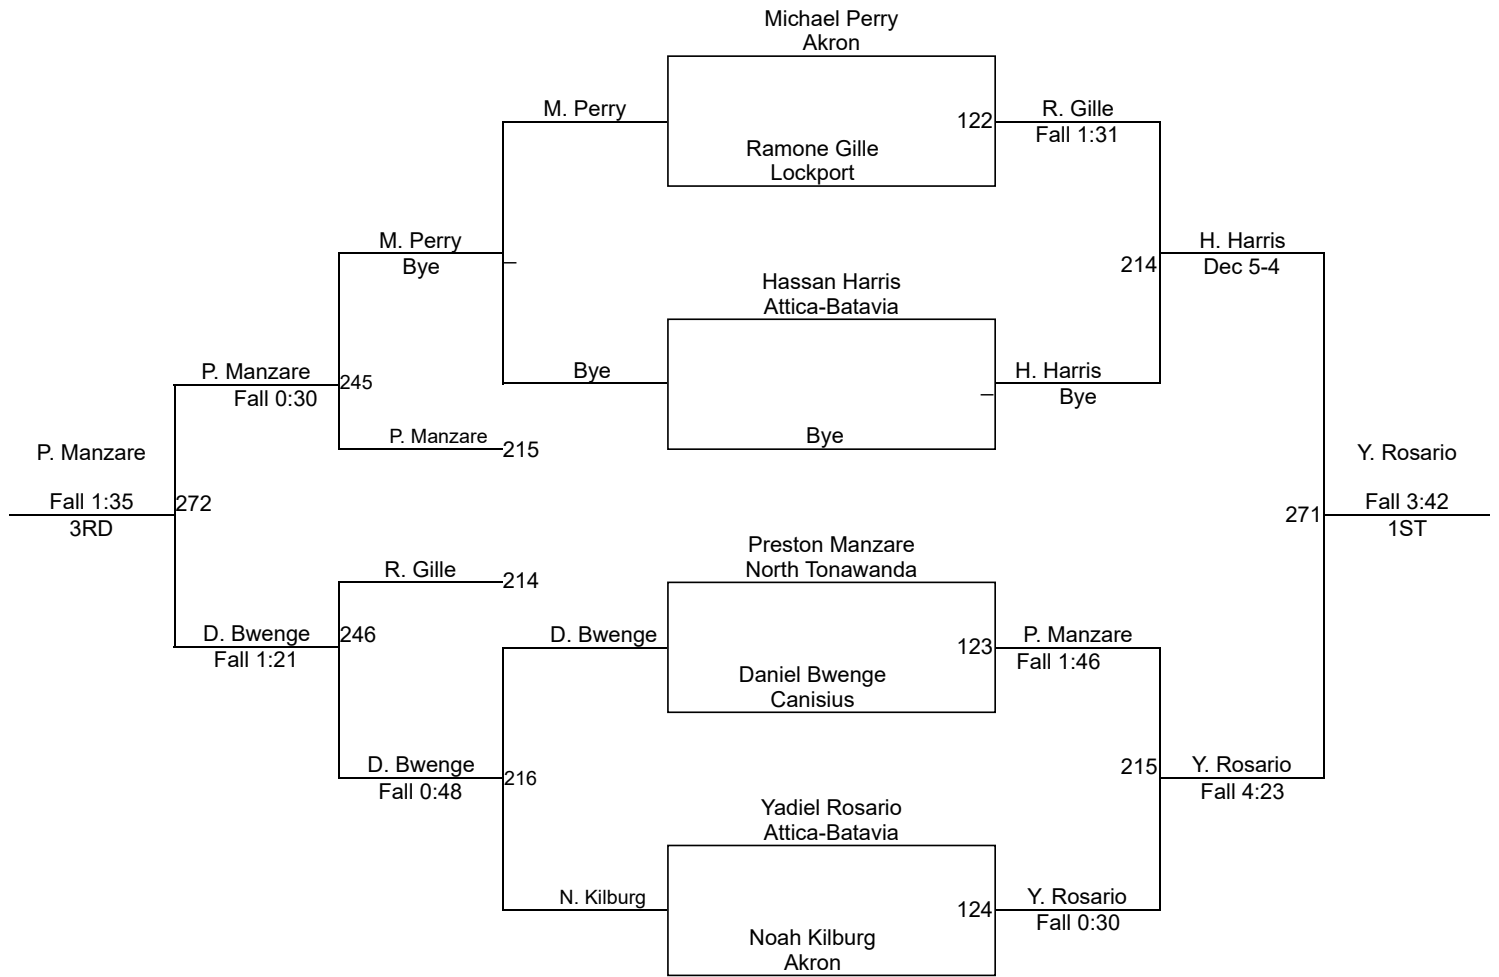 Michael Perry
Akron
M. Perry
122
R. Gille
Fall 1:31
Ramone Gille
Lockport
M. Perry
Bye
–
H. Harris
Dec 5-4
214
Hassan Harris
Attica-Batavia
P. Manzare
Fall 0:30
245
Bye
–
H. Harris
Bye
P. Manzare
215
Bye
P. Manzare
Fall 1:35
3RD
272
271
Y. Rosario
Fall 3:42
1ST
Preston Manzare
North Tonawanda
R. Gille
214
D. Bwenge
Fall 1:21
246
D. Bwenge
123
P. Manzare
Fall 1:46
Daniel Bwenge
Canisius
D. Bwenge
Fall 0:48
216
215
Y. Rosario
Fall 4:23
Yadiel Rosario
Attica-Batavia
N. Kilburg
124
Y. Rosario
Fall 0:30
Noah Kilburg
Akron